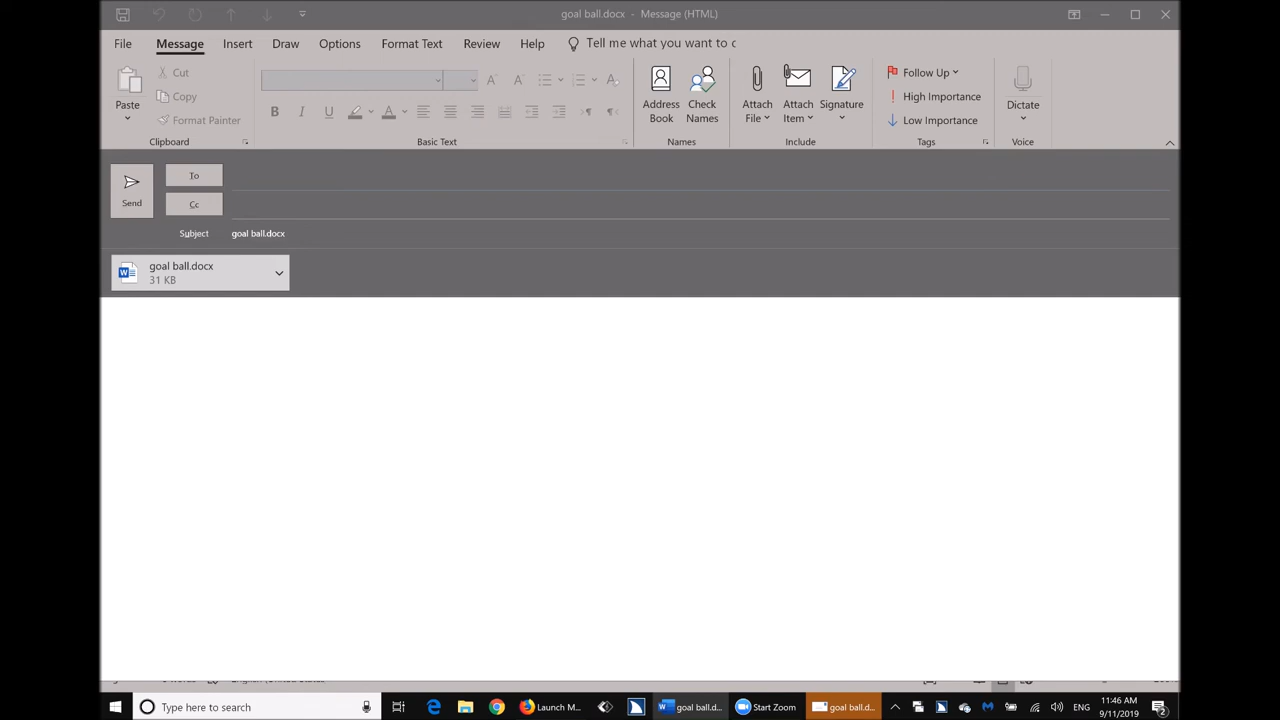 goal ball.docx - Message (HTML)
File Message Insert Draw Options Format Text Review Help Tell me what you want to c
Paste
Cut
Copy
Format Painter
Clipboard
B I U
Basic Text
Address Book
Check Names
Names
Attach File
Attach Item
Signature
Include
Follow Up
High Importance
Low Importance
Tags
Dictate
Voice
Send
To
Cc
Subject goal ball.docx
goal ball.docx
31 KB
Type here to search
Launch M...
goal ball.d...
Start Zoom
goal ball.d...
ENG
11:46 AM
9/11/2019
2